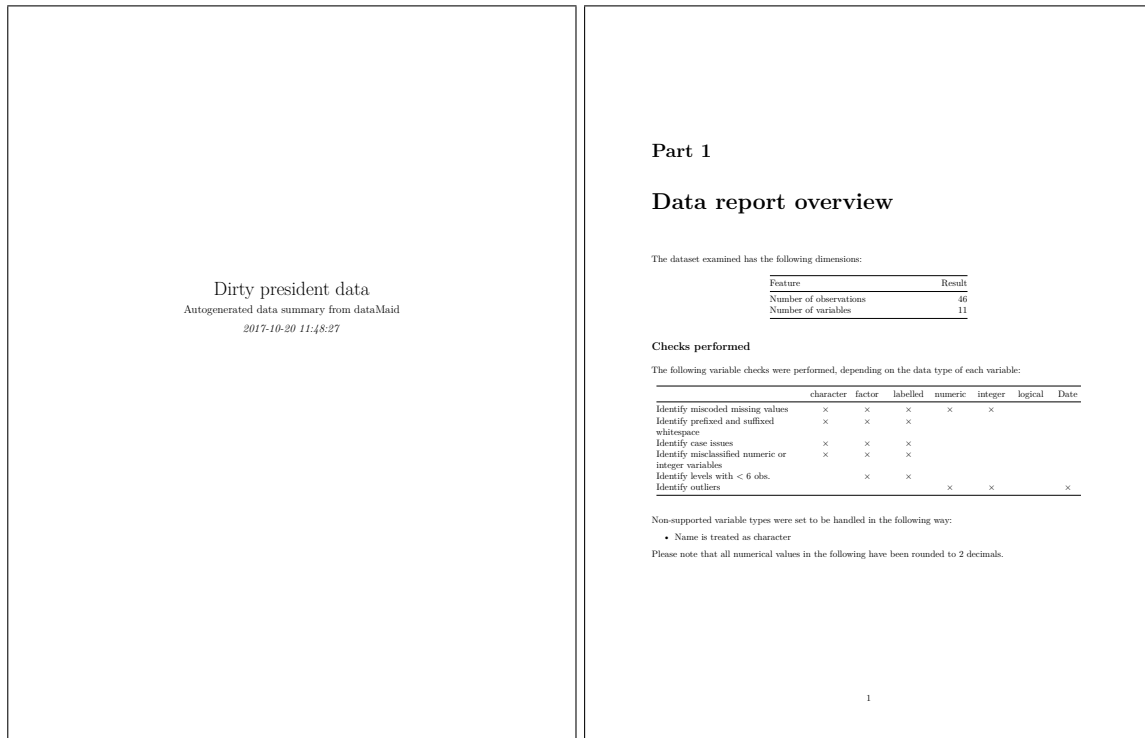 Dirty president data
Autogenerated data summary from dataMaid
2017-10-20 11:48:27
Part 1
Data report overview
The dataset examined has the following dimensions:
Feature Result
Number of observations 46
Number of variables 11
Checks performed
The following variable checks were performed, depending on the data type of each variable:
character factor labelled numeric integer logical Date
Identify miscoded missing values × × × × ×
Identify prefixed and suffixed × × ×
whitespace
Identify case issues × × ×
Identify misclassified numeric or × × ×
integer variables
Identify levels with < 6 obs. × ×
Identify outliers × × ×
Non-supported variable types were set to be handled in the following way:
• Name is treated as character
Please note that all numerical values in the following have been rounded to 2 decimals.
1